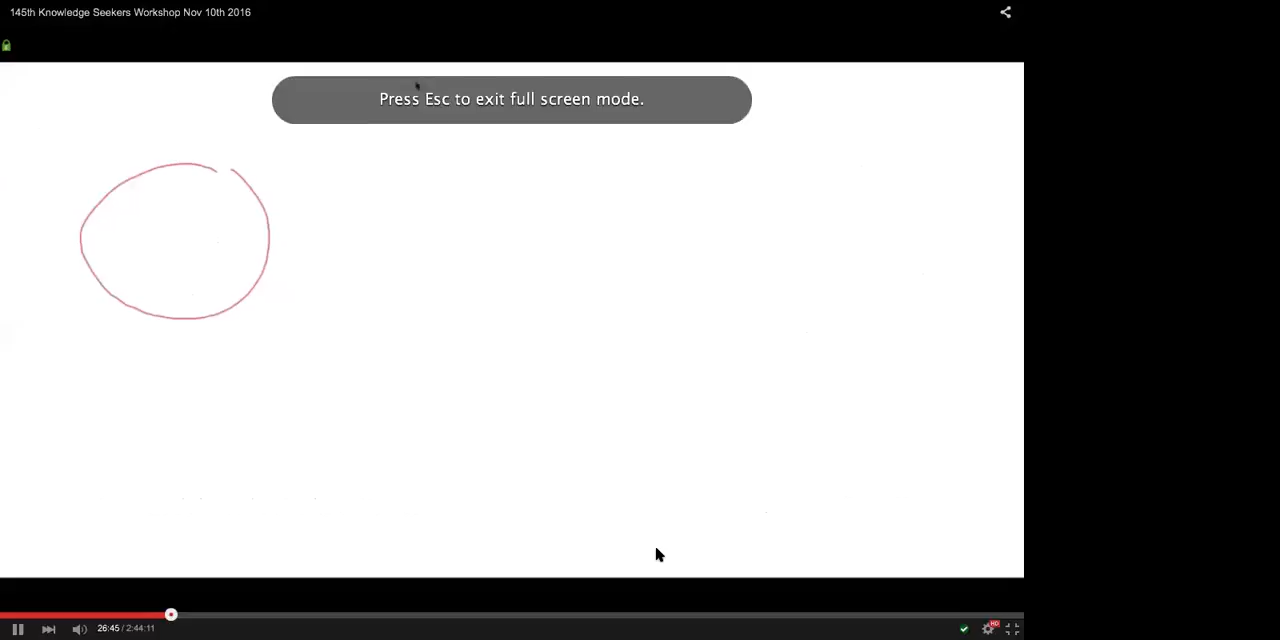 145th Knowledge Seekers Workshop Nov 10th 2016
Press Esc to exit full screen mode.
26:45 / 2:44:11
HD